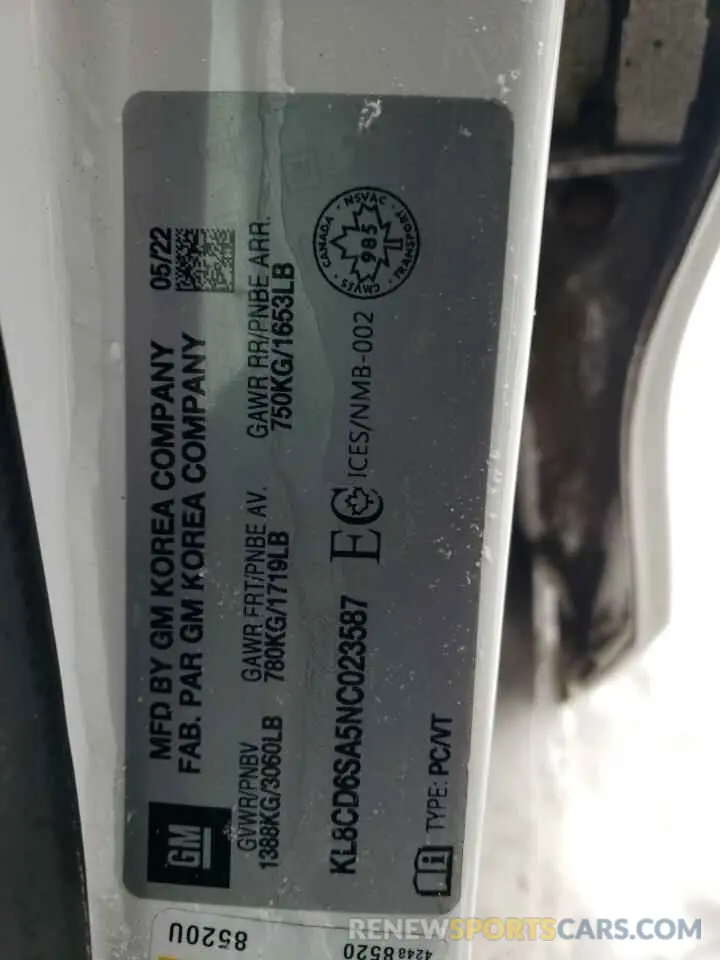 MFD BY GM KOREA COMPANY 05/22
FAB. PAR GM KOREA COMPANY
GM
GVWR/PNBV GAWR FRT/PNBE AV. GAWR RR/PNBE ARR.
1388KG/3060LB 780KG/1719LB 750KG/1653LB
KL8CD6SA5NC023587
EC ICES/NMB-002
CANADA · NSVAC · TRANSPORT · CMVSS
985
TYPE: PC/VT
8520U
42488520
RENEWSPORTSCARS.COM